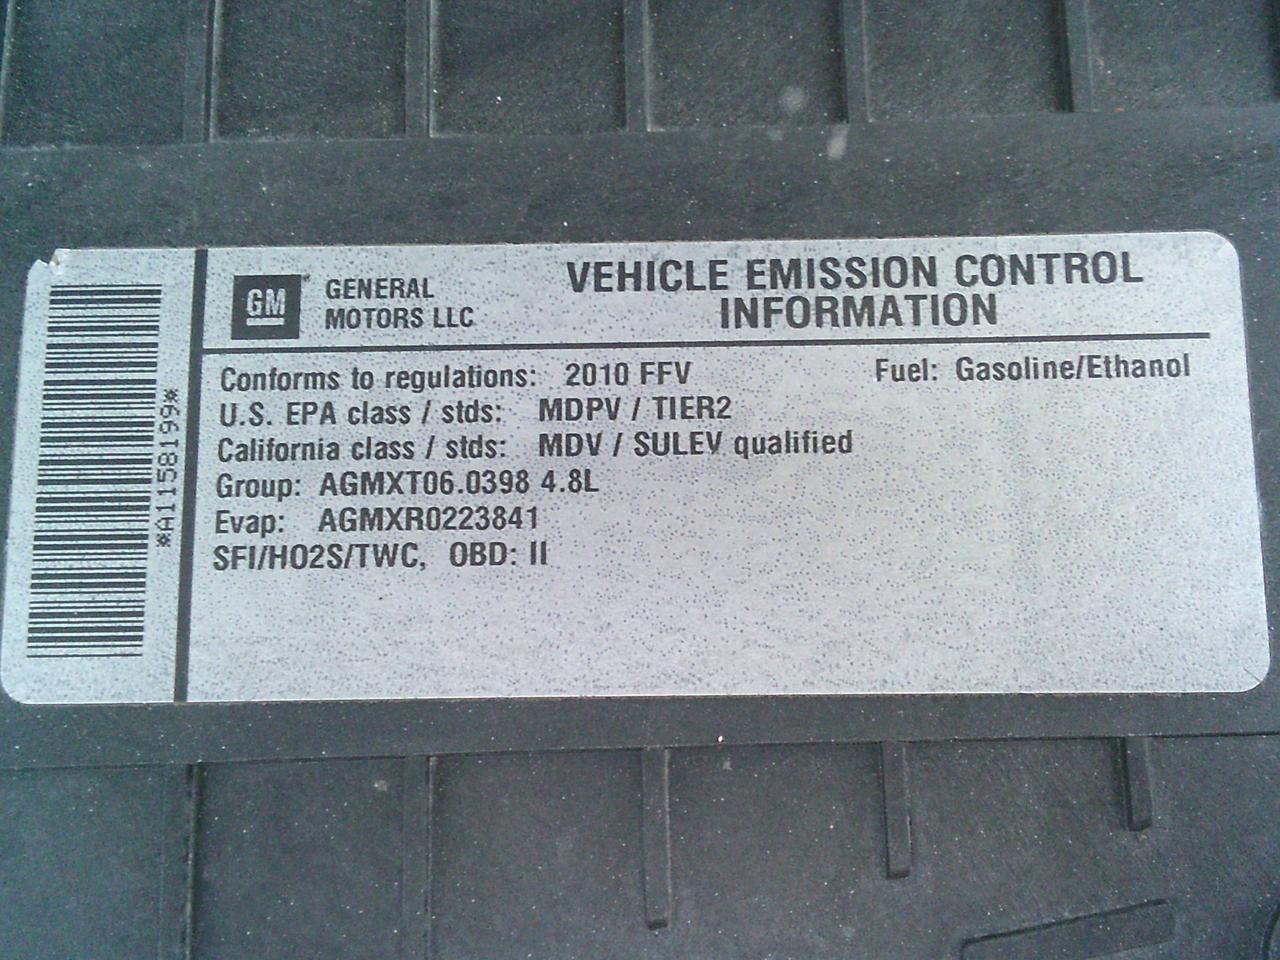 *A1158199*
GM
GENERAL
MOTORS LLC
VEHICLE EMISSION CONTROL
INFORMATION
Conforms to regulations: 2010 FFV Fuel: Gasoline/Ethanol
U.S. EPA class / stds: MDPV / TIER2
California class / stds: MDV / SULEV qualified
Group: AGMXT06.0398 4.8L
Evap: AGMXR0223841
SFI/HO2S/TWC, OBD: II